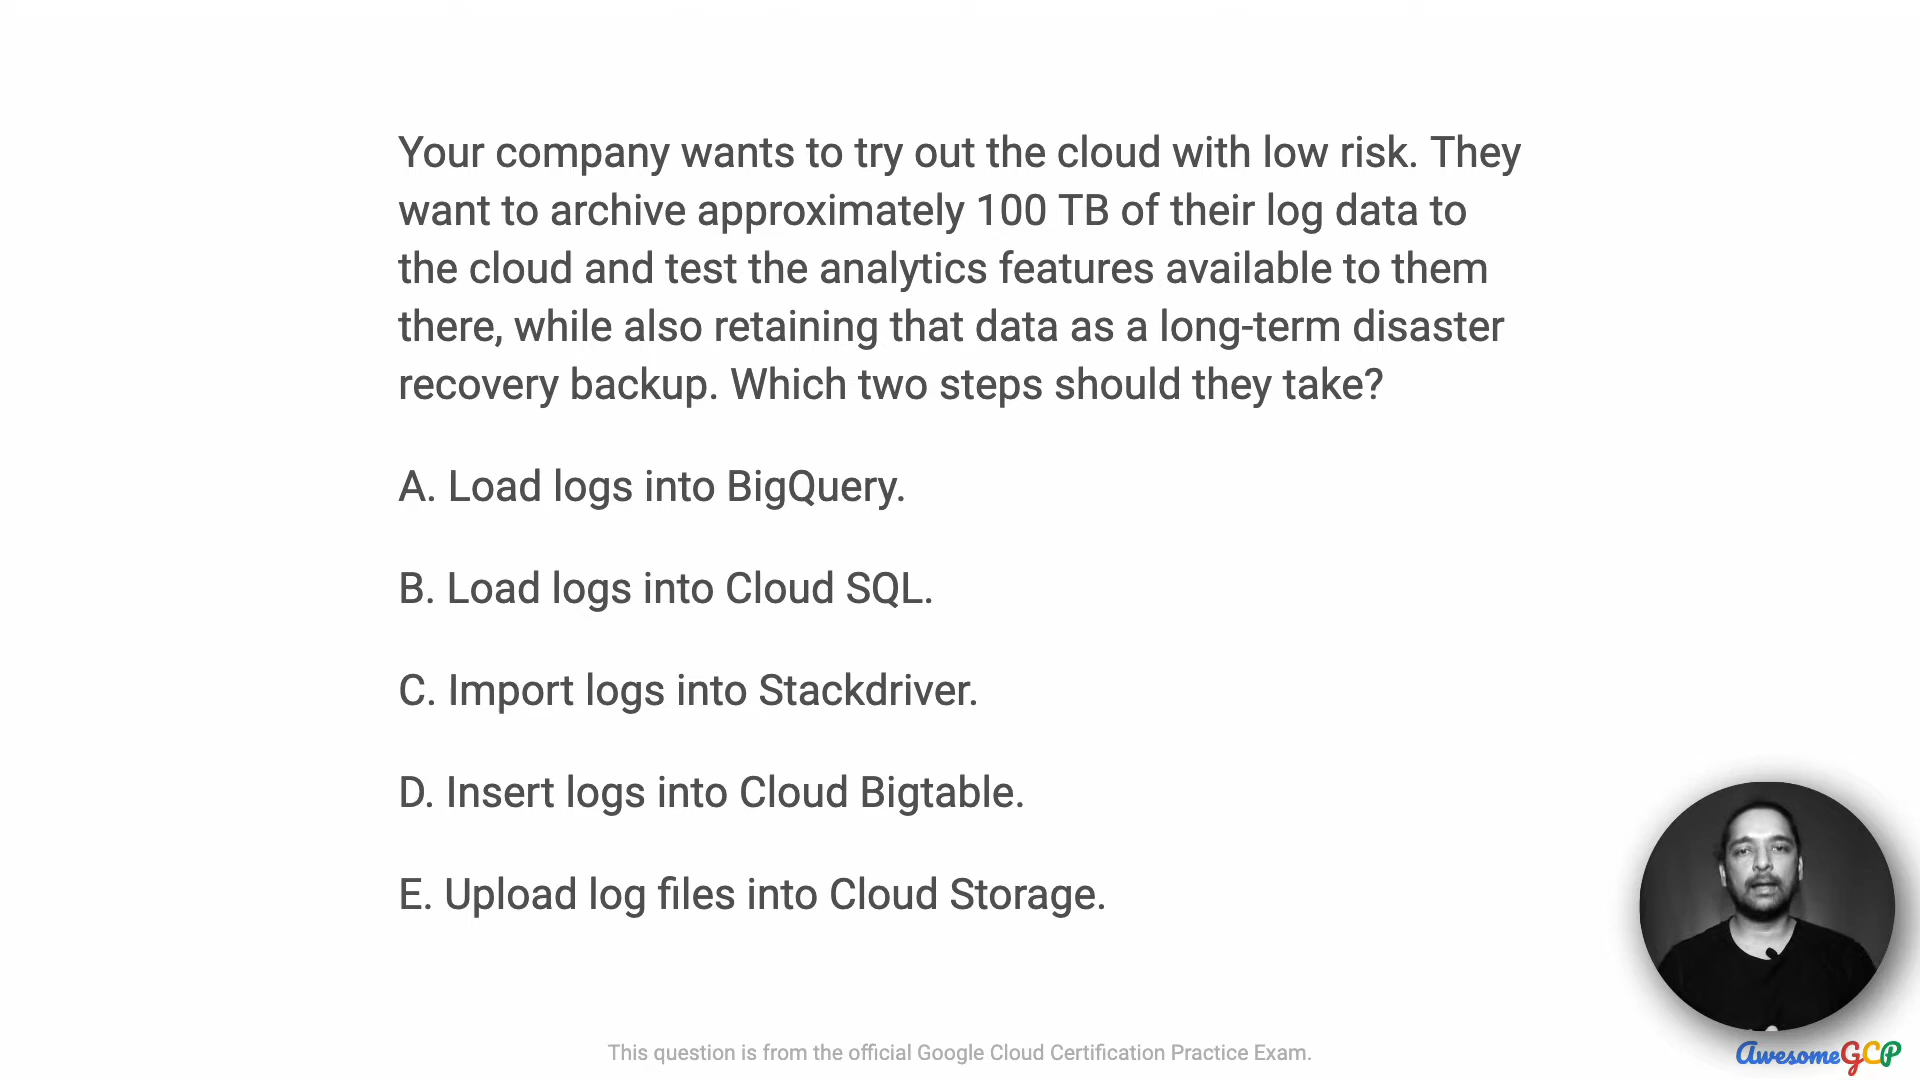 Your company wants to try out the cloud with low risk. They
want to archive approximately 100 TB of their log data to
the cloud and test the analytics features available to them
there, while also retaining that data as a long-term disaster
recovery backup. Which two steps should they take?
A. Load logs into BigQuery.
B. Load logs into Cloud SQL.
C. Import logs into Stackdriver.
D. Insert logs into Cloud Bigtable.
E. Upload log files into Cloud Storage.
This question is from the official Google Cloud Certification Practice Exam.
AwesomeGCP